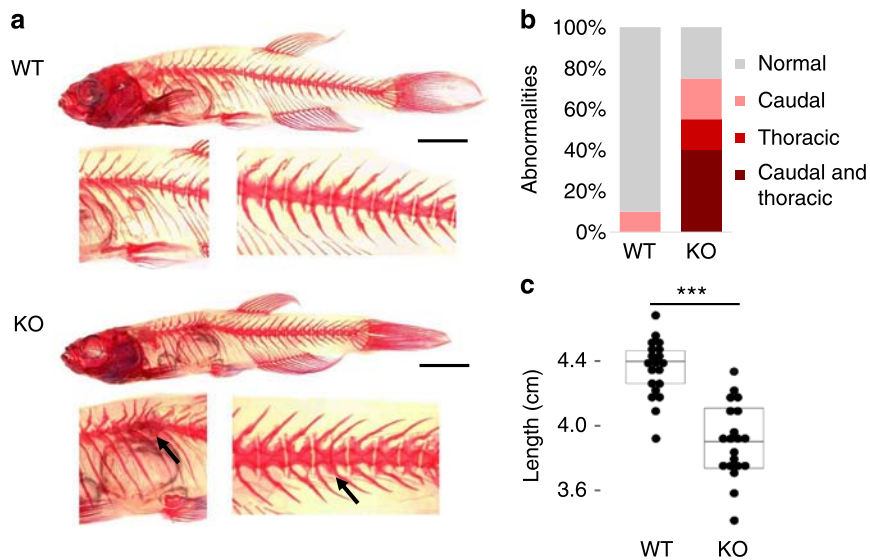 a
WT
KO
b
Abnormalities
100%
80%
60%
40%
20%
0%
WT
KO
Normal
Caudal
Thoracic
Caudal and
thoracic
c
***
Length (cm)
4.4
4.0
3.6
WT
KO